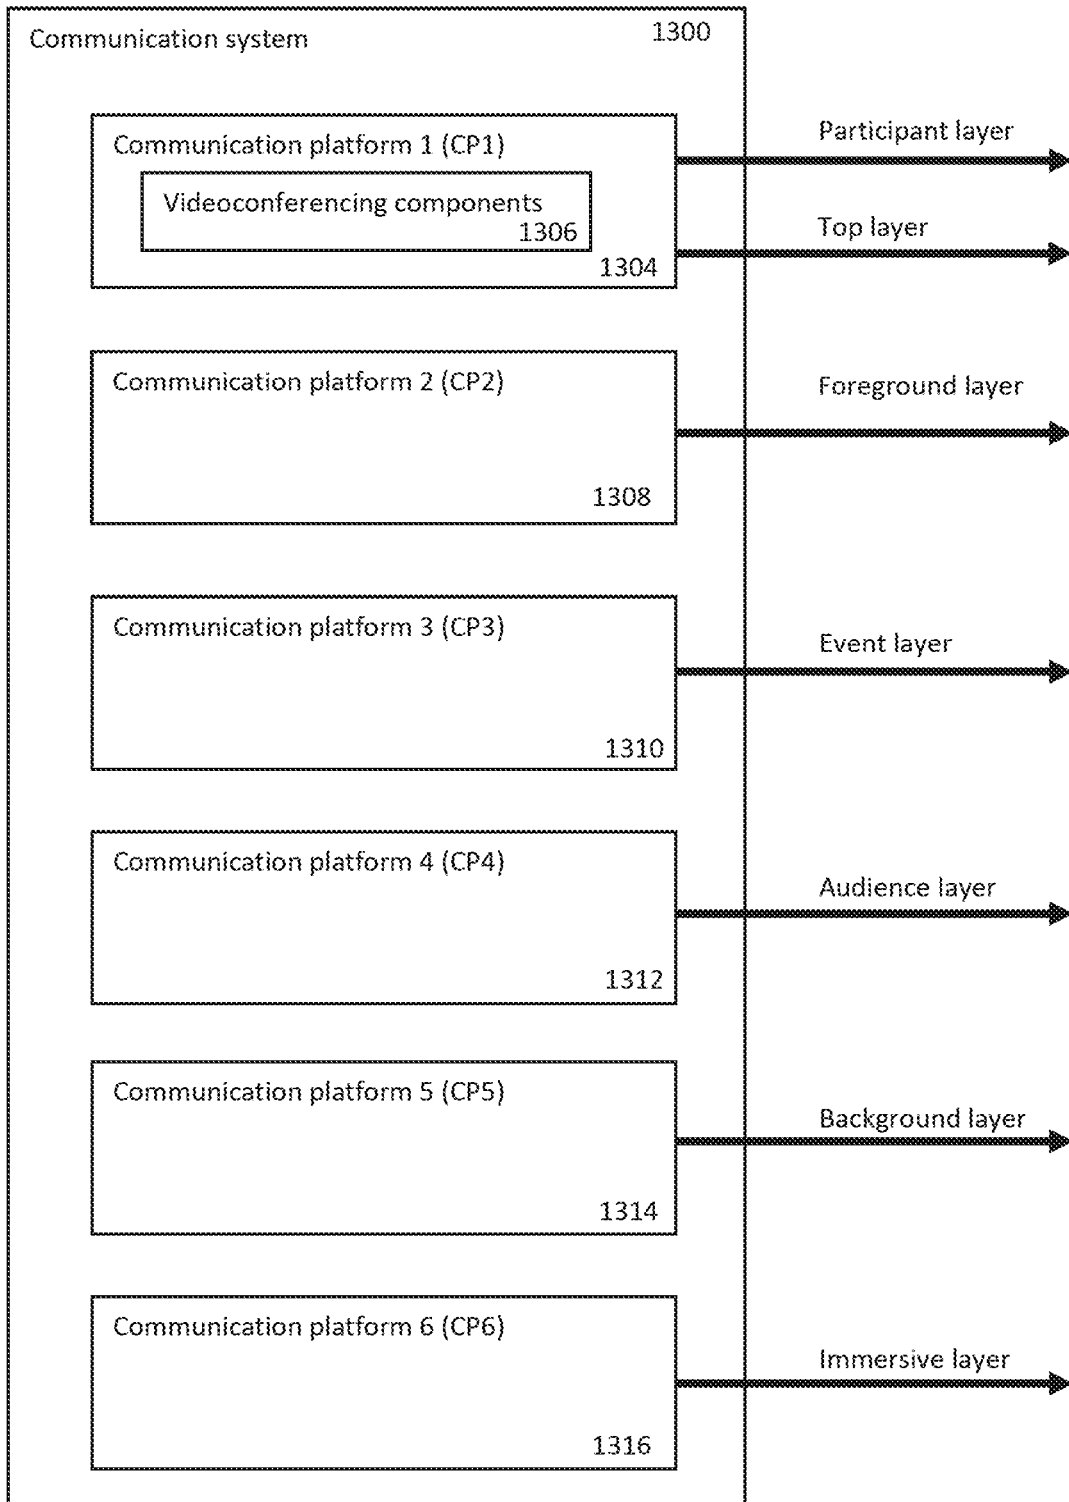 Communication system
1300
Communication platform 1 (CP1)
Participant layer
Videoconferencing components
1306
Top layer
1304
Communication platform 2 (CP2)
Foreground layer
1308
Communication platform 3 (CP3)
Event layer
1310
Communication platform 4 (CP4)
Audience layer
1312
Communication platform 5 (CP5)
Background layer
1314
Communication platform 6 (CP6)
Immersive layer
1316